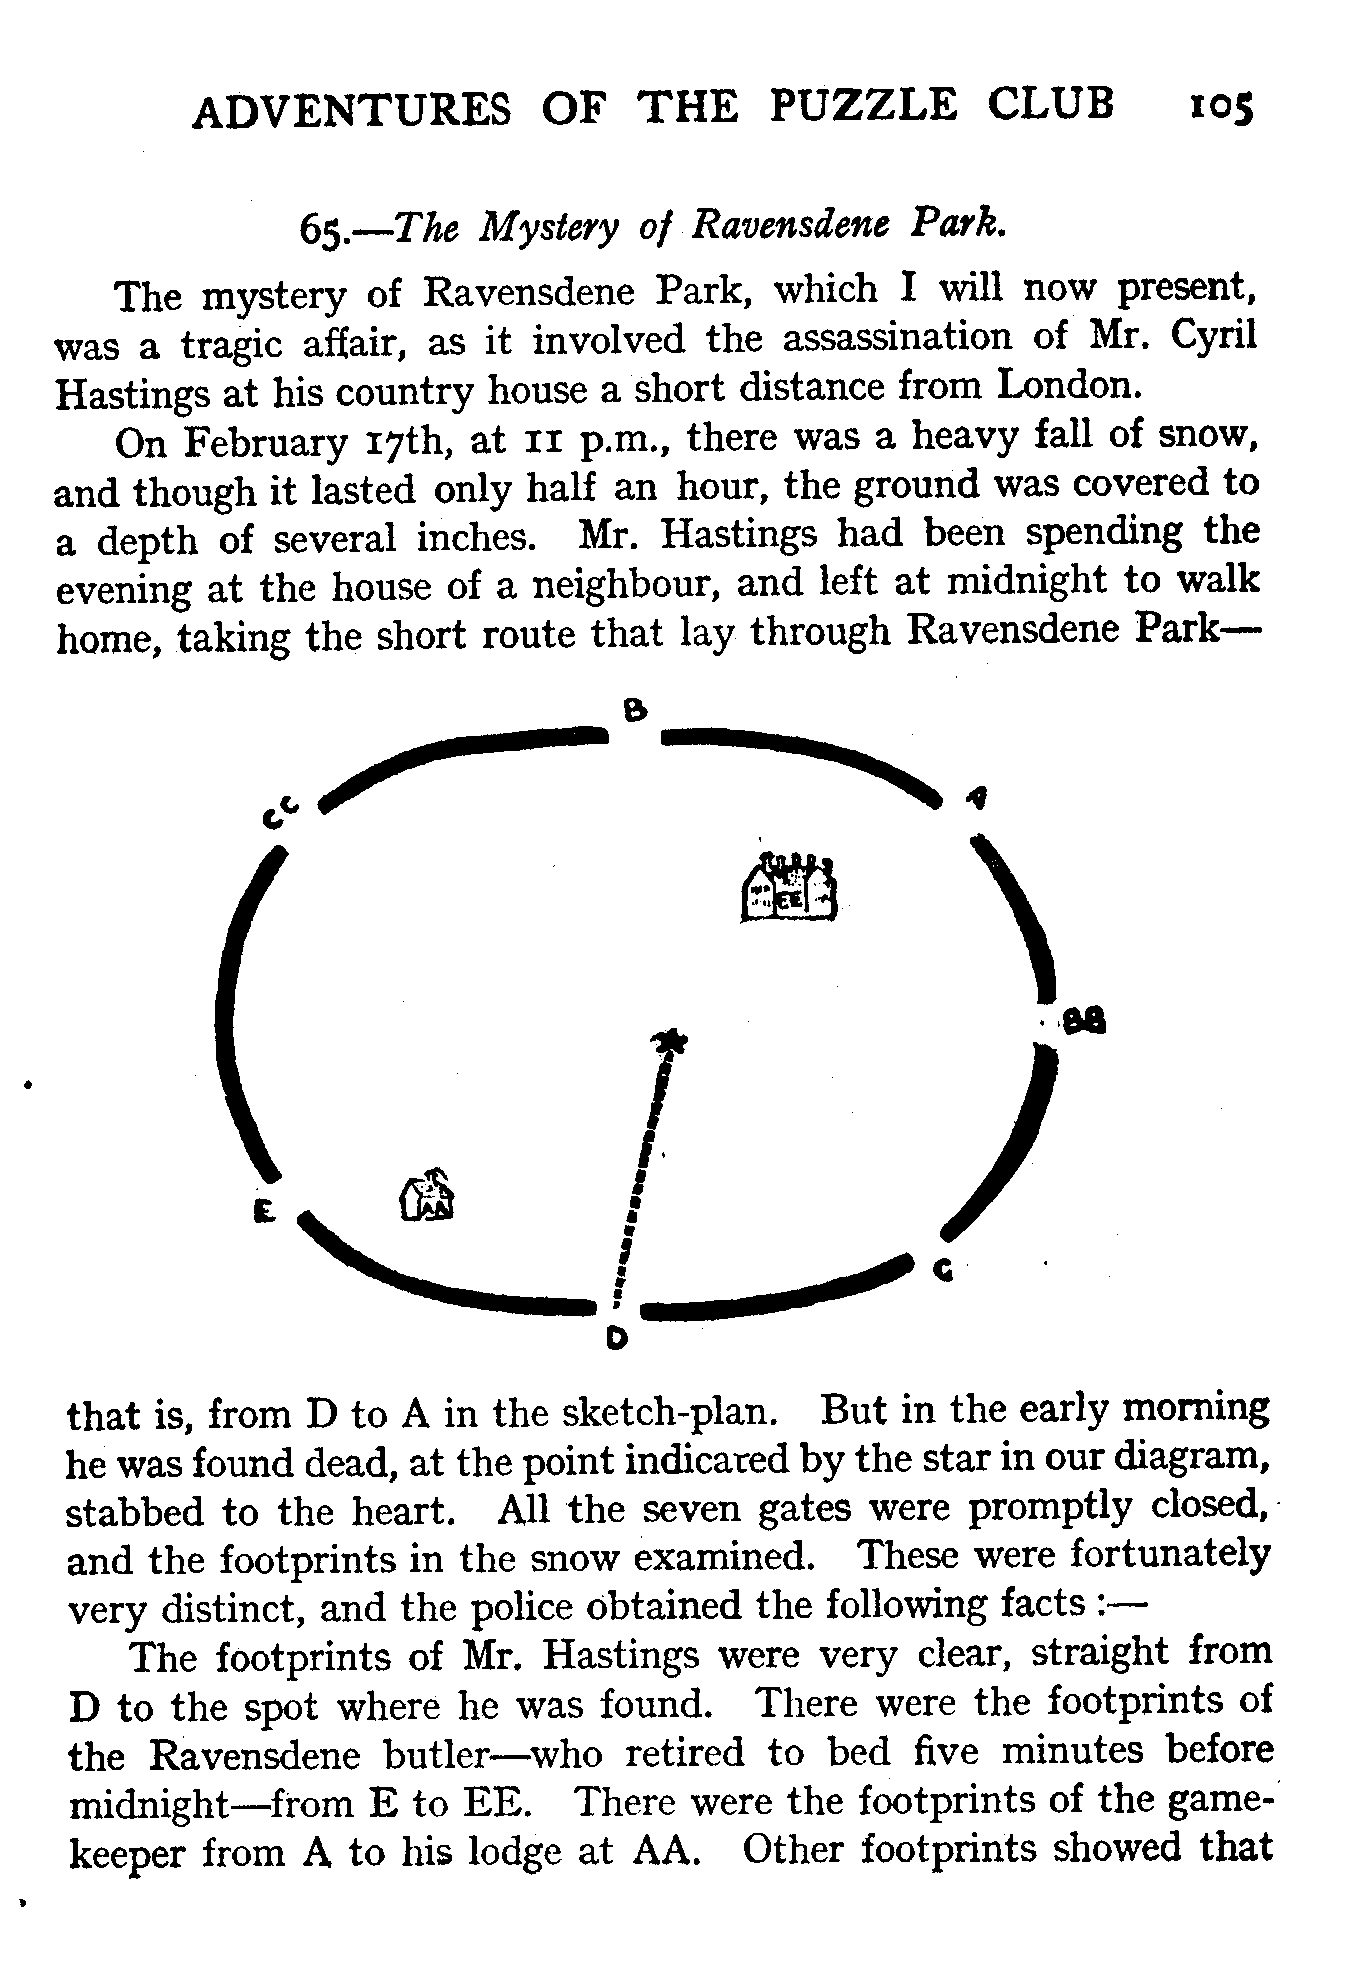 ADVENTURES OF THE PUZZLE CLUB 105
65.—The Mystery of Ravensdene Park.
The mystery of Ravensdene Park, which I will now present,
was a tragic affair, as it involved the assassination of Mr. Cyril
Hastings at his country house a short distance from London.
On February 17th, at 11 p.m., there was a heavy fall of snow,
and though it lasted only half an hour, the ground was covered to
a depth of several inches. Mr. Hastings had been spending the
evening at the house of a neighbour, and left at midnight to walk
home, taking the short route that lay through Ravensdene Park—
B
CC
A
EE
BB
E
AA
C
D
that is, from D to A in the sketch-plan. But in the early morning
he was found dead, at the point indicated by the star in our diagram,
stabbed to the heart. All the seven gates were promptly closed,
and the footprints in the snow examined. These were fortunately
very distinct, and the police obtained the following facts :—
The footprints of Mr. Hastings were very clear, straight from
D to the spot where he was found. There were the footprints of
the Ravensdene butler—who retired to bed five minutes before
midnight—from E to EE. There were the footprints of the game-
keeper from A to his lodge at AA. Other footprints showed that